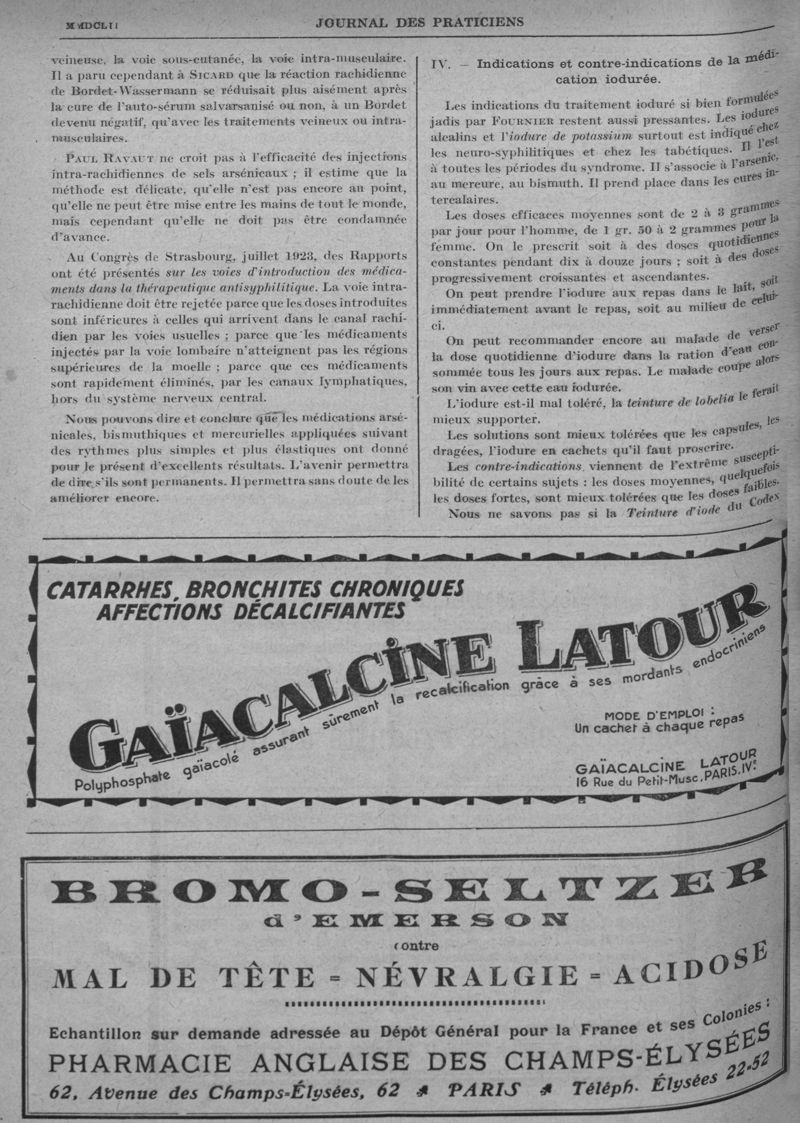 MMDCLII
JOURNAL DES PRATICIENS
veineuse, la voie sous-cutanée, la voie intra-musculaire.
Il a paru cependant à SICARD que la réaction rachidienne
de Bordet-Wassermann se réduisait plus aisément après
la cure de l'auto-sérum salvarsanisé ou non, à un Bordet
devenu négatif, qu'avec les traitements veineux ou intra-
musculaires.
PAUL RAVAUT ne croit pas à l'efficacité des injections
intra-rachidiennes de sels arsénicaux ; il estime que la
méthode est délicate, qu'elle n'est pas encore au point,
qu'elle ne peut être mise entre les mains de tout le monde,
mais cependant qu'elle ne doit pas être condamnée
d'avance.
Au Congrès de Strasbourg, juillet 1923, des Rapports
ont été présentés sur les voies d'introduction des médica-
ments dans la thérapeutique antisyphilitique. La voie intra-
rachidienne doit être rejetée parce que les doses introduites
sont inférieures à celles qui arrivent dans le canal rachi-
dien par les voies usuelles ; parce que les médicaments
injectés par la voie lombaire n'atteignent pas les régions
supérieures de la moelle ; parce que ces médicaments
sont rapidement éliminés, par les canaux lymphatiques,
hors du système nerveux central.
Nous pouvons dire et conclure que les médications arsé-
nicales, bismuthiques et mercurielles appliquées suivant
des rythmes plus simples et plus élastiques ont donné
pour le présent d'excellents résultats. L'avenir permettra
de dire s'ils sont permanents. Il permettra sans doute de les
améliorer encore.
IV. — Indications et contre-indications de la médi-
cation iodurée.
Les indications du traitement ioduré si bien formulées
jadis par FOURNIER restent aussi pressantes. Les iodures
alcalins et l'iodure de potassium surtout est indiqué chez
les neuro-syphilitiques et chez les tabétiques. Il l'est
à toutes les périodes du syndrome. Il s'associe à l'arsenic,
au mercure, au bismuth. Il prend place dans les cures in-
tercalaires.
Les doses efficaces moyennes sont de 2 à 3 grammes
par jour pour l'homme, de 1 gr. 50 à 2 grammes pour la
femme. On le prescrit soit à des doses quotidiennes
constantes pendant dix à douze jours ; soit à des doses
progressivement croissantes et ascendantes.
On peut prendre l'iodure aux repas dans le lait, soit
immédiatement avant le repas, soit au milieu de celui-
ci.
On peut recommander encore au malade de verser
la dose quotidienne d'iodure dans la ration d'eau con-
sommée tous les jours aux repas. Le malade coupe alors
son vin avec cette eau iodurée.
L'iodure est-il mal toléré, la teinture de lobelia le ferait
mieux supporter.
Les solutions sont mieux tolérées que les capsules, les
dragées, l'iodure en cachets qu'il faut proscrire.
Les contre-indications viennent de l'extrême suscepti-
bilité de certains sujets : les doses moyennes, quelquefois
les doses fortes, sont mieux tolérées que les doses faibles.
Nous ne savons pas si la Teinture d'iode du Codex
CATARRHES, BRONCHITES CHRONIQUES
AFFECTIONS DÉCALCIFIANTES
GAÏACALCINE LATOUR
Polyphosphate gaïacolé assurant sûrement la recalcification grâce à ses mordants endocriniens
MODE D'EMPLOI :
Un cachet à chaque repas
GAÏACALCINE LATOUR
16 Rue du Petit-Musc, PARIS.IVe
BROMO-SELTZER
d'EMERSON
contre
MAL DE TÊTE = NÉVRALGIE = ACIDOSE
Echantillon sur demande adressée au Dépôt Général pour la France et ses Colonies :
PHARMACIE ANGLAISE DES CHAMPS-ÉLYSÉES
62, Avenue des Champs-Élysées, 62 PARIS Téléph. Élysées 22-52